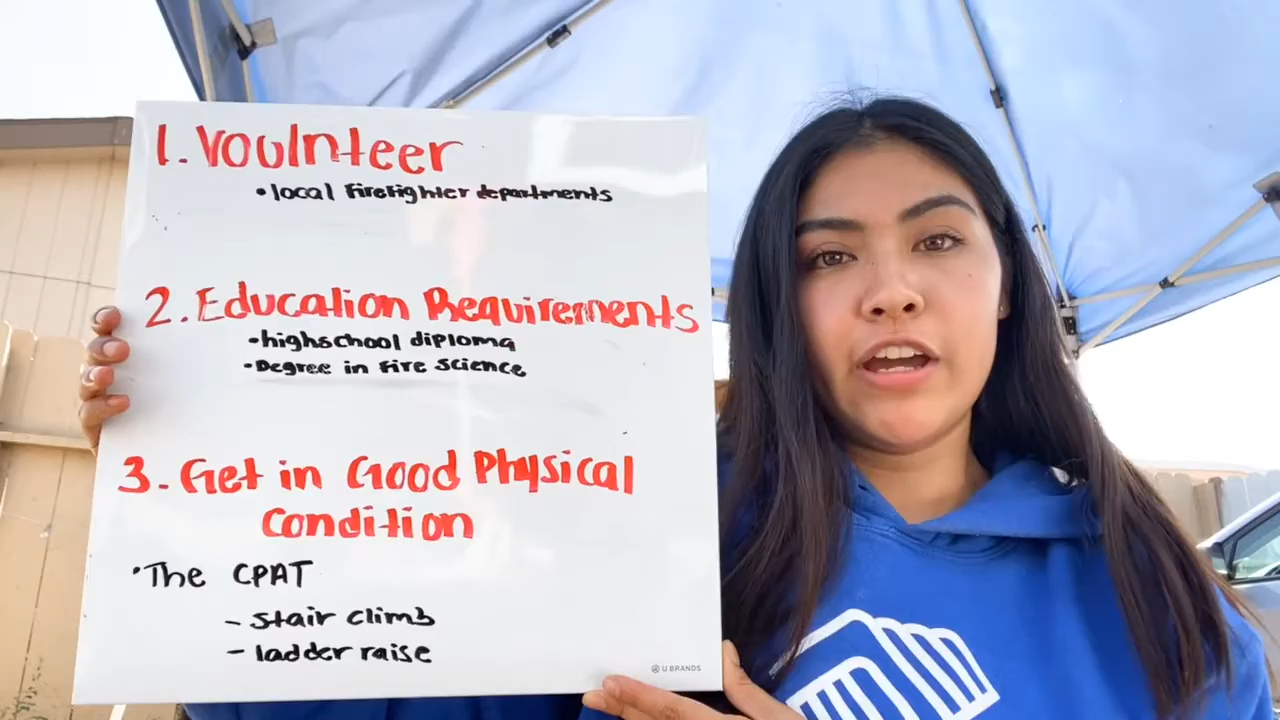 1. Voulnteer
• local firefighter departments
2. Education Requirements
• highschool diploma
• Degree in Fire Science
3. Get in Good Physical
Condition
• The CPAT
- stair climb
- ladder raise
U BRANDS